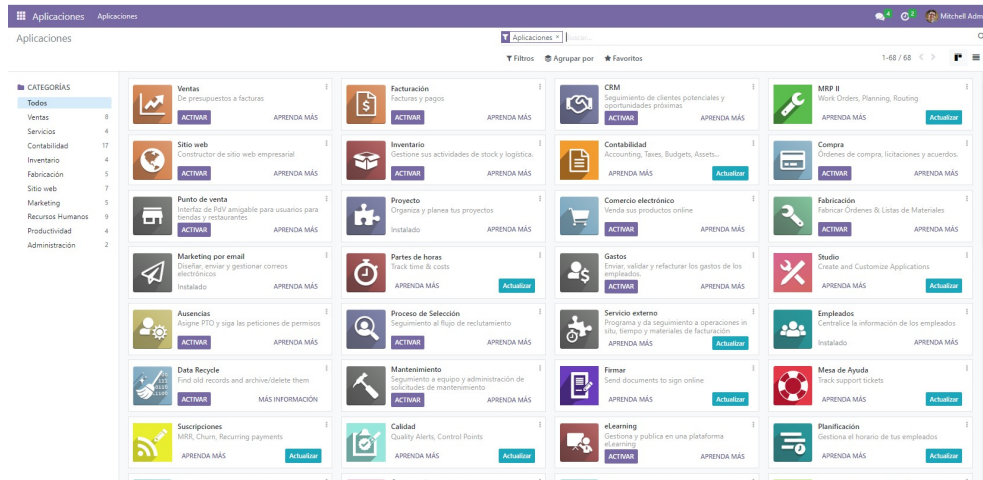 Aplicaciones Aplicaciones 4 2 Mitchell Adm
Aplicaciones Aplicaciones × Buscar...
Filtros Agrupar por Favoritos 1-68 / 68
CATEGORÍAS
Todos
Ventas 8
Servicios 4
Contabilidad 17
Inventario 4
Fabricación 5
Sitio web 7
Marketing 5
Recursos Humanos 9
Productividad 4
Administración 2
Ventas
De presupuestos a facturas
ACTIVAR APRENDA MÁS
Facturación
Facturas y pagos
ACTIVAR APRENDA MÁS
CRM
Seguimiento de clientes potenciales y
oportunidades próximas
ACTIVAR APRENDA MÁS
MRP II
Work Orders, Planning, Routing
APRENDA MÁS Actualizar
Sitio web
Constructor de sitio web empresarial
ACTIVAR APRENDA MÁS
Inventario
Gestione sus actividades de stock y logística.
ACTIVAR APRENDA MÁS
Contabilidad
Accounting, Taxes, Budgets, Assets...
APRENDA MÁS Actualizar
Compra
Órdenes de compra, licitaciones y acuerdos.
ACTIVAR APRENDA MÁS
Punto de venta
Interfaz de PdV amigable para usuarios para
tiendas y restaurantes
ACTIVAR APRENDA MÁS
Proyecto
Organiza y planea tus proyectos
Instalado APRENDA MÁS
Comercio electrónico
Venda sus productos online
ACTIVAR APRENDA MÁS
Fabricación
Fabricar Órdenes & Listas de Materiales
ACTIVAR APRENDA MÁS
Marketing por email
Diseñar, enviar y gestionar correos
electrónicos
Instalado APRENDA MÁS
Partes de horas
Track time & costs
APRENDA MÁS Actualizar
Gastos
Enviar, validar y refacturar los gastos de los
empleados.
ACTIVAR APRENDA MÁS
Studio
Create and Customize Applications
APRENDA MÁS Actualizar
Ausencias
Asigne PTO y siga las peticiones de permisos
ACTIVAR APRENDA MÁS
Proceso de Selección
Seguimiento al flujo de reclutamiento
ACTIVAR APRENDA MÁS
Servicio externo
Programa y da seguimiento a operaciones in
situ, tiempo y materiales de facturación
APRENDA MÁS Actualizar
Empleados
Centralice la información de los empleados
Instalado APRENDA MÁS
Data Recycle
Find old records and archive/delete them
ACTIVAR MÁS INFORMACIÓN
Mantenimiento
Seguimiento a equipo y administración de
solicitudes de mantenimiento
ACTIVAR APRENDA MÁS
Firmar
Send documents to sign online
APRENDA MÁS Actualizar
Mesa de Ayuda
Track support tickets
APRENDA MÁS Actualizar
Suscripciones
MRR, Churn, Recurring payments
APRENDA MÁS Actualizar
Calidad
Quality Alerts, Control Points
APRENDA MÁS Actualizar
eLearning
Gestiona y publica en una plataforma
eLearning
ACTIVAR APRENDA MÁS
Planificación
Gestiona el horario de tus empleados
APRENDA MÁS Actualizar